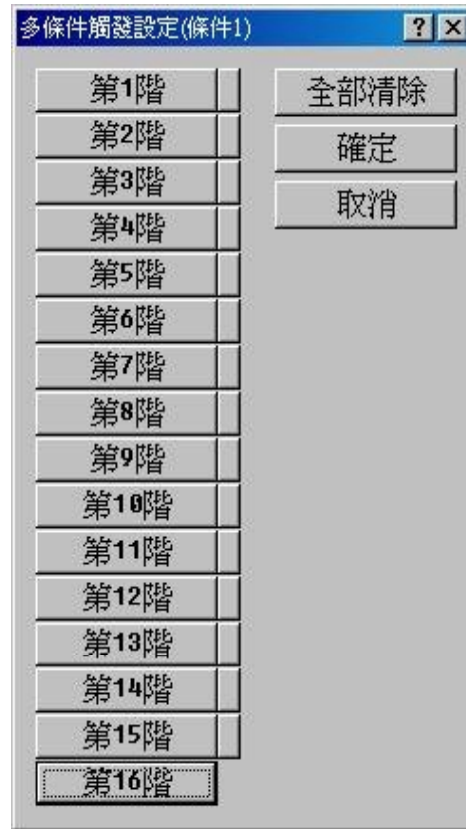 多條件觸發設定(條件1)
第1階
第2階
第3階
第4階
第5階
第6階
第7階
第8階
第9階
第10階
第11階
第12階
第13階
第14階
第15階
第16階
全部清除
確定
取消